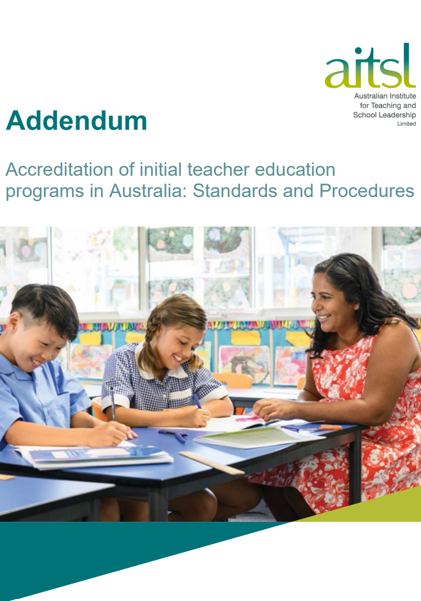 aitsl
Australian Institute
for Teaching and
School Leadership
Limited
Addendum
Accreditation of initial teacher education
programs in Australia: Standards and Procedures